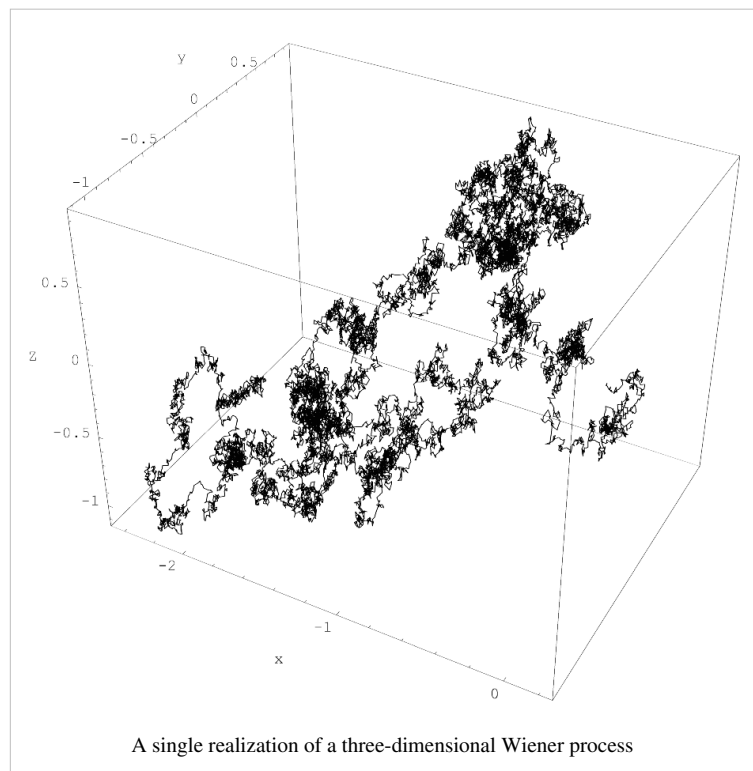 y
0.5
0
-0.5
-1
0.5
z
0
-0.5
-1
-2
-1
x
0
A single realization of a three-dimensional Wiener process